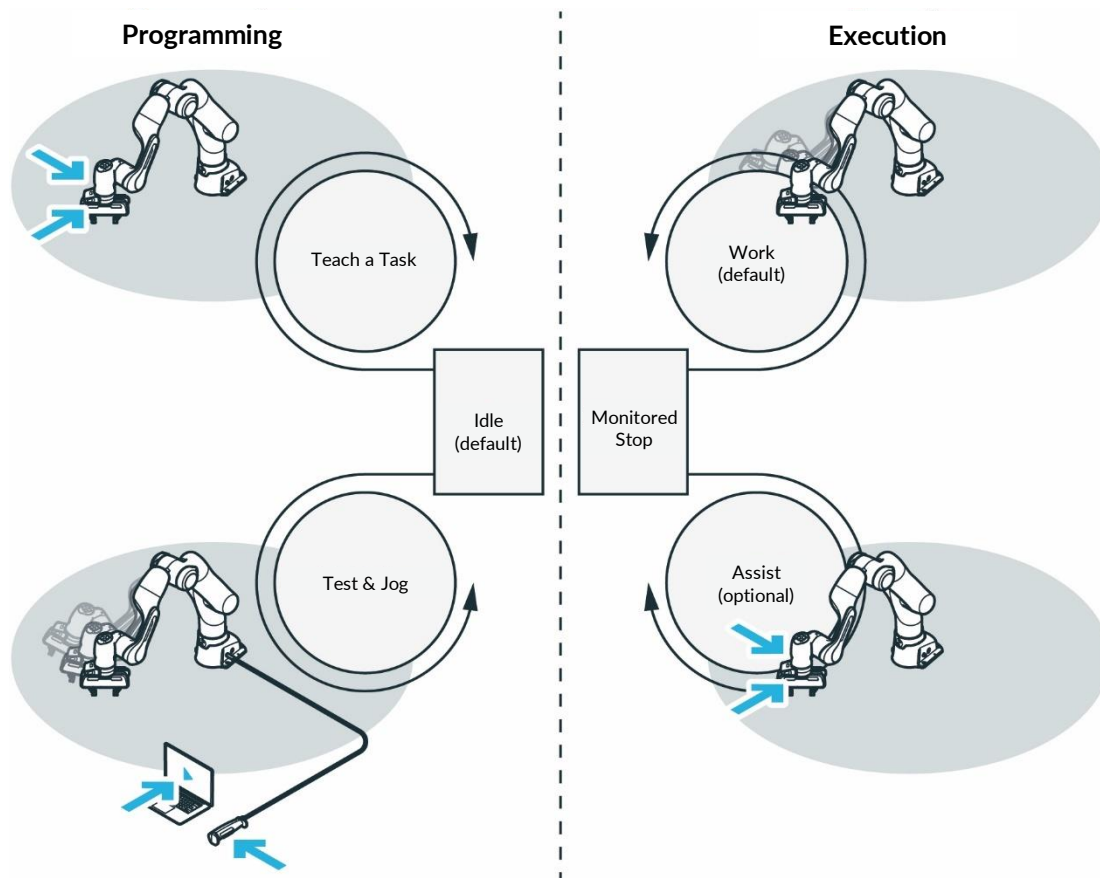 Programming
Execution
Teach a Task
Work
(default)
Idle
(default)
Monitored
Stop
Test & Jog
Assist
(optional)